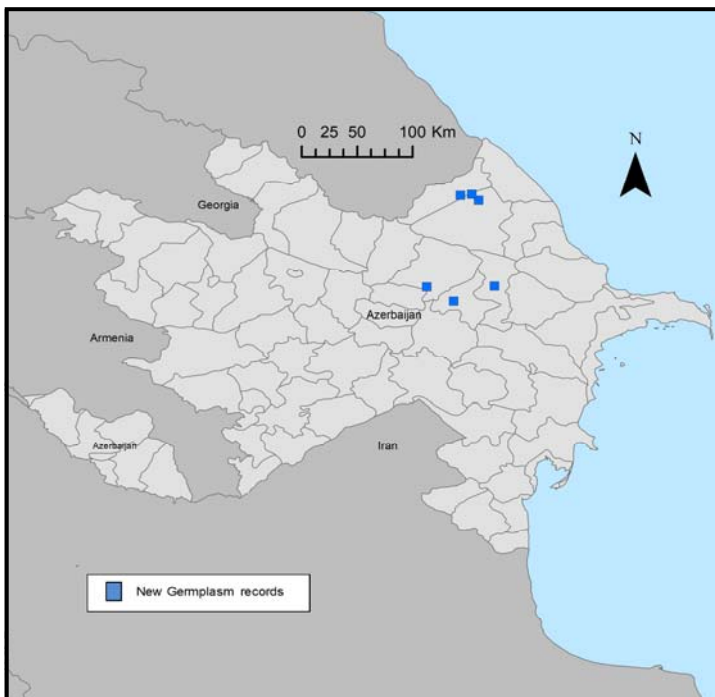 0 25 50 100 Km
N
Georgia
Azerbaijan
Armenia
Azerbaijan
Iran
New Germplasm records